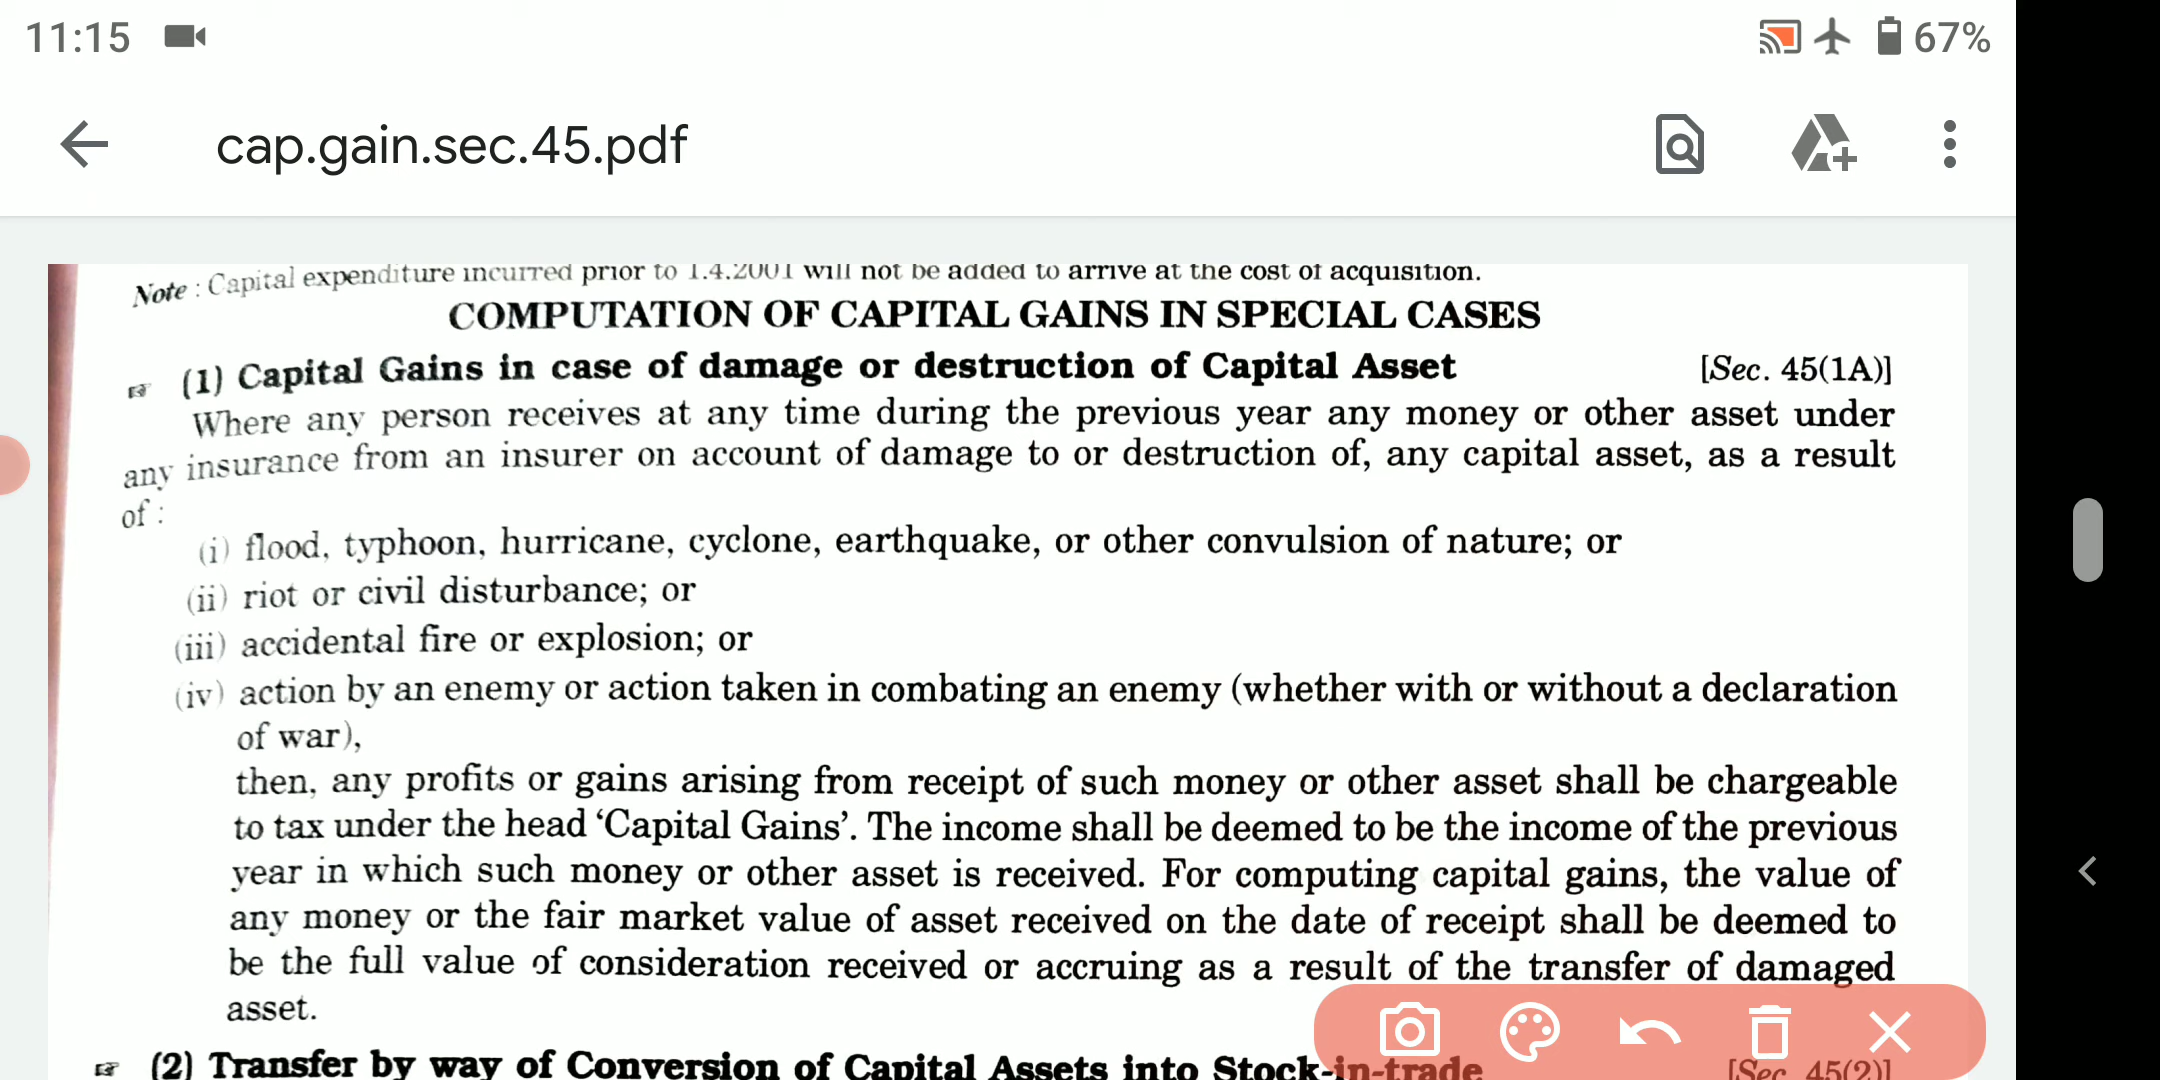 11:15
67%
cap.gain.sec.45.pdf
Note : Capital expenditure incurred prior to 1.4.2001 will not be added to arrive at the cost of acquisition.
COMPUTATION OF CAPITAL GAINS IN SPECIAL CASES
☞ (1) Capital Gains in case of damage or destruction of Capital Asset [Sec. 45(1A)]
Where any person receives at any time during the previous year any money or other asset under
any insurance from an insurer on account of damage to or destruction of, any capital asset, as a result
of :
(i) flood, typhoon, hurricane, cyclone, earthquake, or other convulsion of nature; or
(ii) riot or civil disturbance; or
(iii) accidental fire or explosion; or
(iv) action by an enemy or action taken in combating an enemy (whether with or without a declaration
of war),
then, any profits or gains arising from receipt of such money or other asset shall be chargeable
to tax under the head ‘Capital Gains’. The income shall be deemed to be the income of the previous
year in which such money or other asset is received. For computing capital gains, the value of
any money or the fair market value of asset received on the date of receipt shall be deemed to
be the full value of consideration received or accruing as a result of the transfer of damaged
asset.
☞ (2) Transfer by way of Conversion of Capital Assets into Stock-in-trade [Sec. 45(2)]